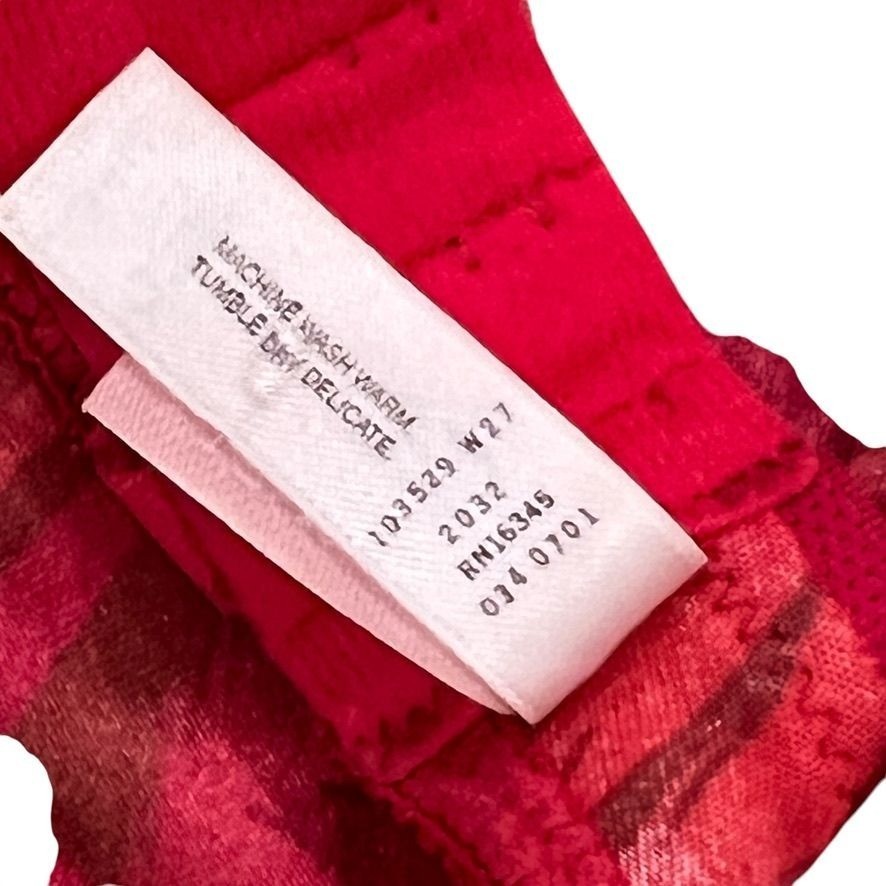 MACHINE WASH WARM
TUMBLE DRY DELICATE
103529 W27
2032
RN16345
034 0701